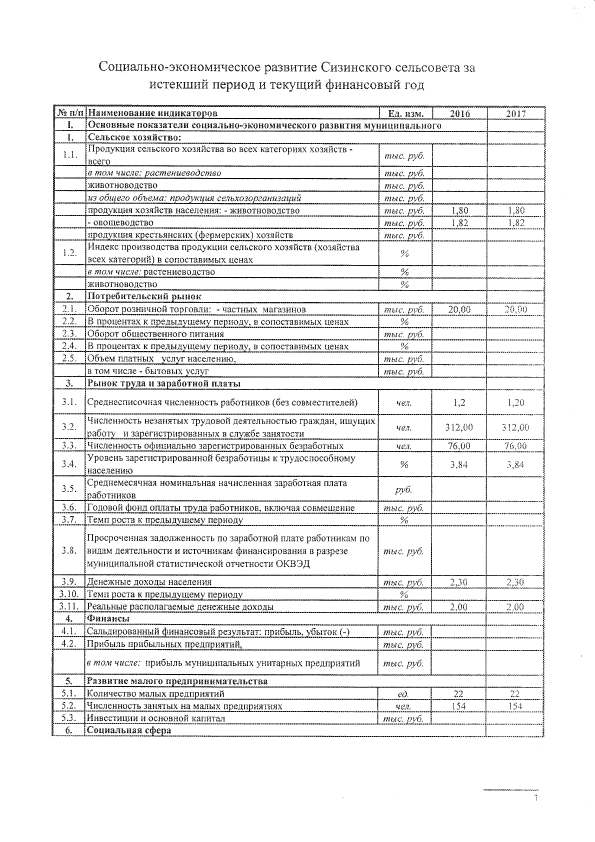 Социально-экономическое развитие Сизинского сельсовета за
истекший период и текущий финансовый год
№ п/п Наименование индикаторов Ед. изм. 2016 2017
I. Основные показатели социально-экономического развития муниципального
1. Сельское хозяйство:
1.1. Продукция сельского хозяйства во всех категориях хозяйств -
всего тыс. руб.
в том числе: растениеводство тыс. руб.
животноводство тыс. руб.
из общего объема: продукция сельхозорганизаций тыс. руб.
продукция хозяйств населения: - животноводство тыс. руб. 1,80 1,80
- овощеводство тыс. руб. 1,82 1,82
продукция крестьянских (фермерских) хозяйств тыс. руб.
1.2. Индекс производства продукции сельского хозяйств (хозяйства
всех категорий) в сопоставимых ценах %
в том числе: растениеводство %
животноводство %
2. Потребительский рынок
2.1. Оборот розничной торговли: - частных магазинов тыс. руб. 20,00 20,00
2.2. В процентах к предыдущему периоду, в сопоставимых ценах %
2.3. Оборот общественного питания тыс. руб.
2.4. В процентах к предыдущему периоду, в сопоставимых ценах %
2.5. Объем платных услуг населению, тыс. руб.
в том числе - бытовых услуг тыс. руб.
3. Рынок труда и заработной платы
3.1. Среднесписочная численность работников (без совместителей) чел. 1,2 1,20
3.2. Численность незанятых трудовой деятельностью граждан, ищущих
работу и зарегистрированных в службе занятости чел. 312,00 312,00
3.3. Численность официально зарегистрированных безработных чел. 76,00 76,00
3.4. Уровень зарегистрированной безработицы к трудоспособному
населению % 3,84 3,84
3.5. Среднемесячная номинальная начисленная заработная плата
работников руб.
3.6. Годовой фонд оплаты труда работников, включая совмещение тыс. руб.
3.7. Темп роста к предыдущему периоду %
3.8. Просроченная задолженность по заработной плате работникам по
видам деятельности и источникам финансирования в разрезе
муниципальной статистической отчетности ОКВЭД тыс. руб.
3.9. Денежные доходы населения тыс. руб. 2,30 2,30
3.10. Темп роста к предыдущему периоду %
3.11. Реальные располагаемые денежные доходы тыс. руб. 2,00 2,00
4. Финансы
4.1. Сальдированный финансовый результат: прибыль, убыток (-) тыс. руб.
4.2. Прибыль прибыльных предприятий, тыс. руб.
в том числе: прибыль муниципальных унитарных предприятий тыс. руб.
5. Развитие малого предпринимательства
5.1. Количество малых предприятий ед. 22 22
5.2. Численность занятых на малых предприятиях чел. 154 154
5.3. Инвестиции и основной капитал тыс. руб.
6. Социальная сфера
1